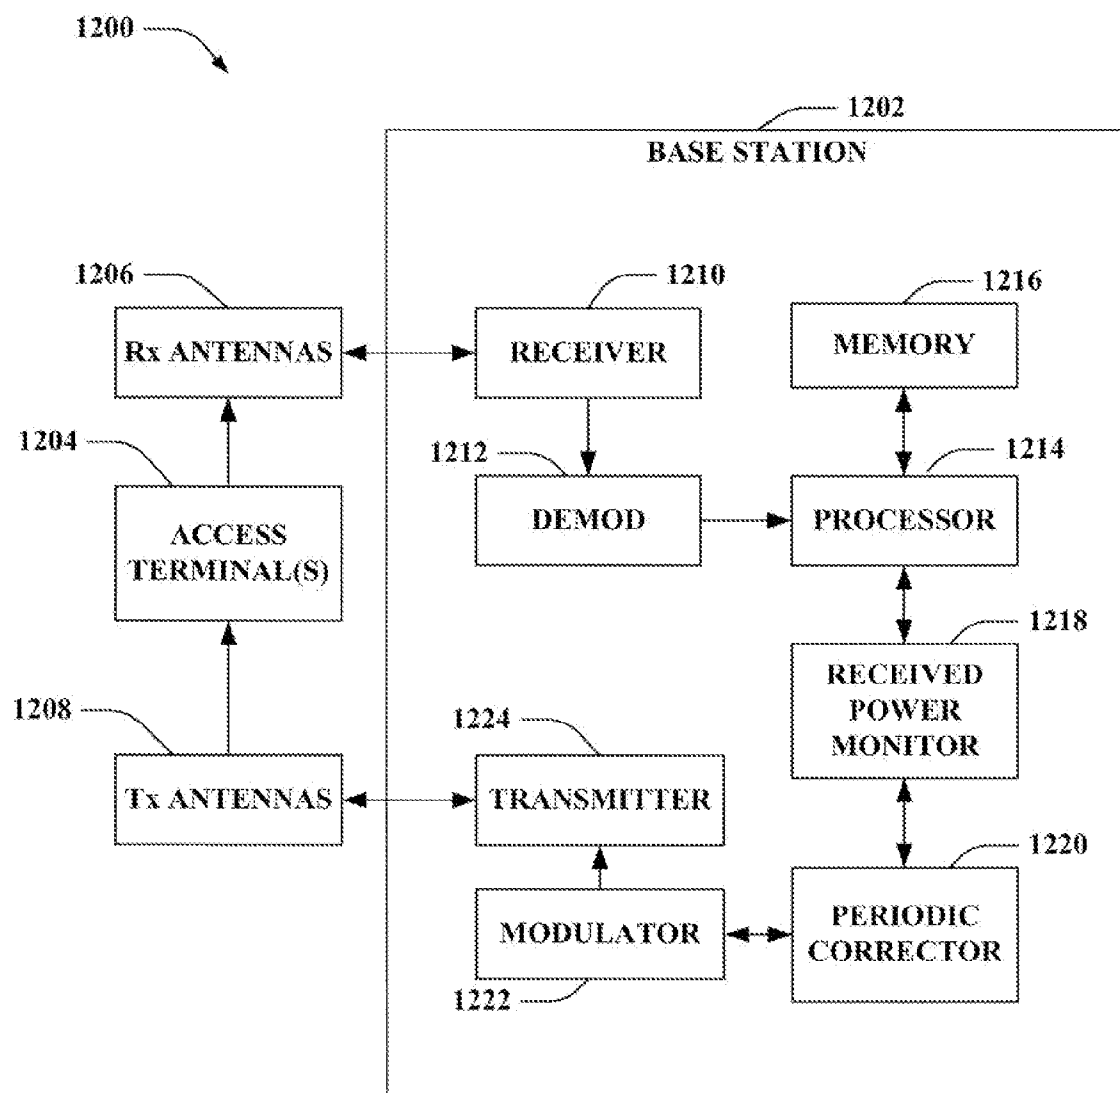 1200
1202
BASE STATION
1206
1210
1216
Rx ANTENNAS
RECEIVER
MEMORY
1204
1212
1214
ACCESS
TERMINAL(S)
DEMOD
PROCESSOR
1218
RECEIVED
POWER
MONITOR
1208
1224
Tx ANTENNAS
TRANSMITTER
1220
MODULATOR
PERIODIC
CORRECTOR
1222